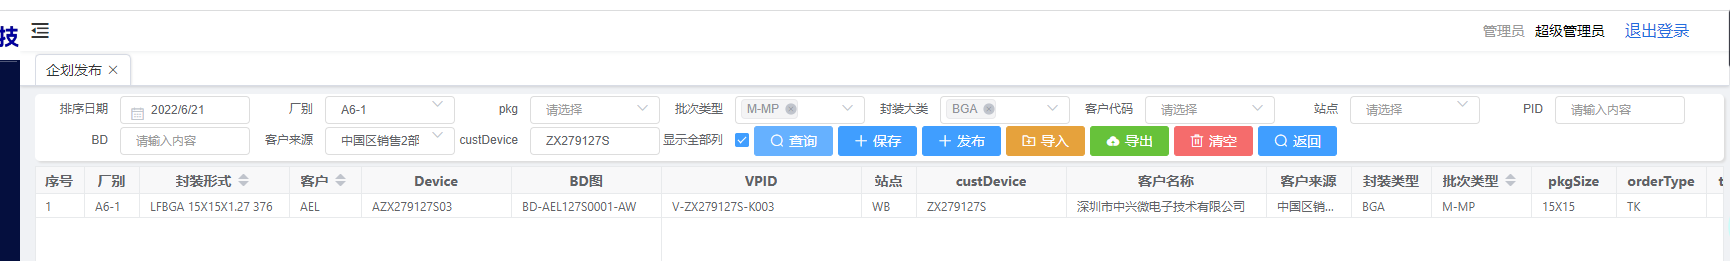 技
管理员 超级管理员 退出登录
企划发布
排序日期 2022/6/21 厂别 A6-1 pkg 请选择 批次类型 M-MP 封装大类 BGA 客户代码 请选择 站点 请选择 PID 请输入内容
BD 请输入内容 客户来源 中国区销售2部 custDevice ZX279127S 显示全部列 查询 保存 发布 导入 导出 清空 返回
序号 厂别 封装形式 客户 Device BD图 VPID 站点 custDevice 客户名称 客户来源 封装类型 批次类型 pkgSize orderType t
1 A6-1 LFBGA 15X15X1.27 376 AEL AZX279127S03 BD-AEL127S0001-AW V-ZX279127S-K003 WB ZX279127S 深圳市中兴微电子技术有限公司 中国区销... BGA M-MP 15X15 TK